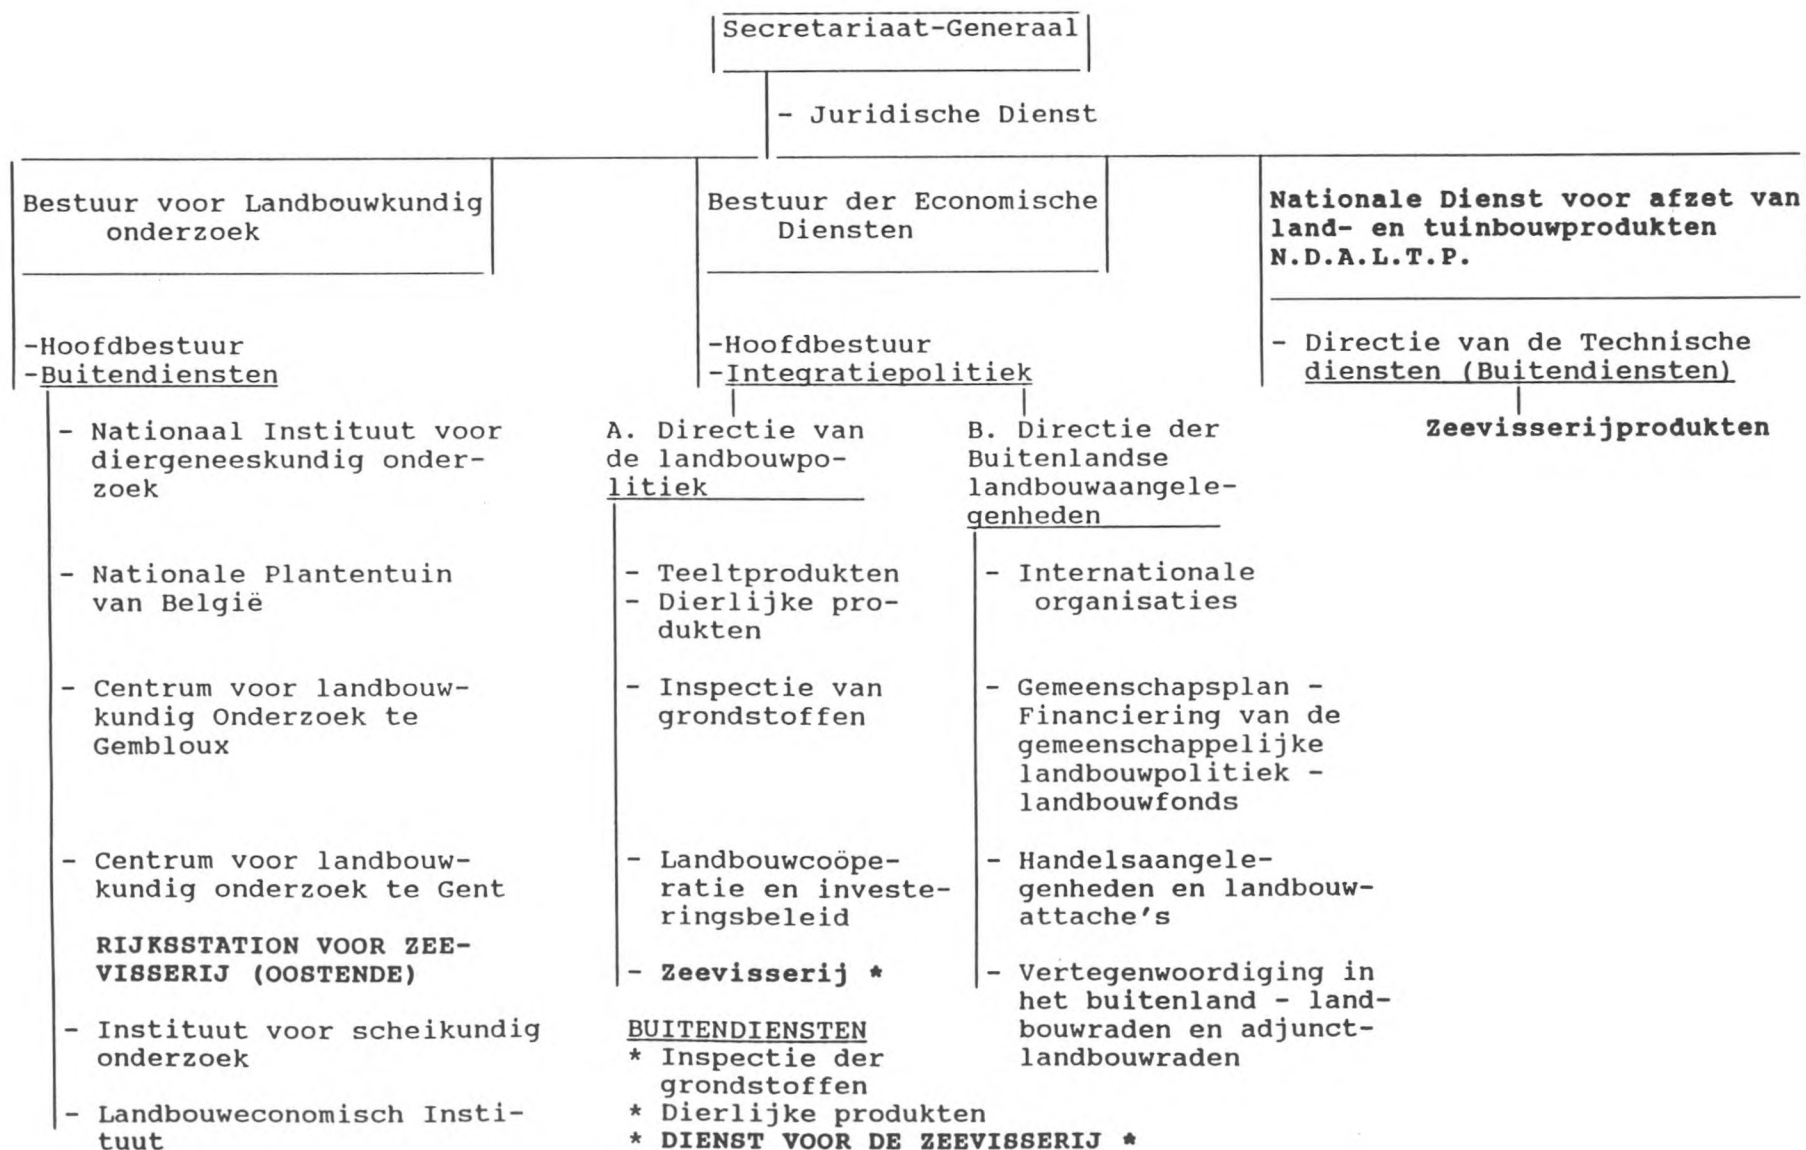 Secretariaat-Generaal
- Juridische Dienst
Bestuur voor Landbouwkundig
onderzoek
-Hoofdbestuur
-Buitendiensten
- Nationaal Instituut voor
diergeneeskundig onder-
zoek
- Nationale Plantentuin
van België
- Centrum voor landbouw-
kundig Onderzoek te
Gembloux
- Centrum voor landbouw-
kundig onderzoek te Gent
RIJKSSTATION VOOR ZEE-
VISSERIJ (OOSTENDE)
- Instituut voor scheikundig
onderzoek
- Landbouweconomisch Insti-
tuut
Bestuur der Economische
Diensten
-Hoofdbestuur
-Integratiepolitiek
A. Directie van
de landbouwpo-
litiek
- Teeltprodukten
- Dierlijke pro-
dukten
- Inspectie van
grondstoffen
- Landbouwcoöpe-
ratie en investe-
ringsbeleid
- Zeevisserij *
BUITENDIENSTEN
* Inspectie der
grondstoffen
* Dierlijke produkten
* DIENST VOOR DE ZEEVISSERIJ *
B. Directie der
Buitenlandse
landbouwaangele-
genheden
- Internationale
organisaties
- Gemeenschapsplan -
Financiering van de
gemeenschappelijke
landbouwpolitiek -
landbouwfonds
- Handelsaangele-
genheden en landbouw-
attache's
- Vertegenwoordiging in
het buitenland - land-
bouwraden en adjunct-
landbouwraden
Nationale Dienst voor afzet van
land- en tuinbouwprodukten
N.D.A.L.T.P.
- Directie van de Technische
diensten (Buitendiensten)
Zeevisserijprodukten